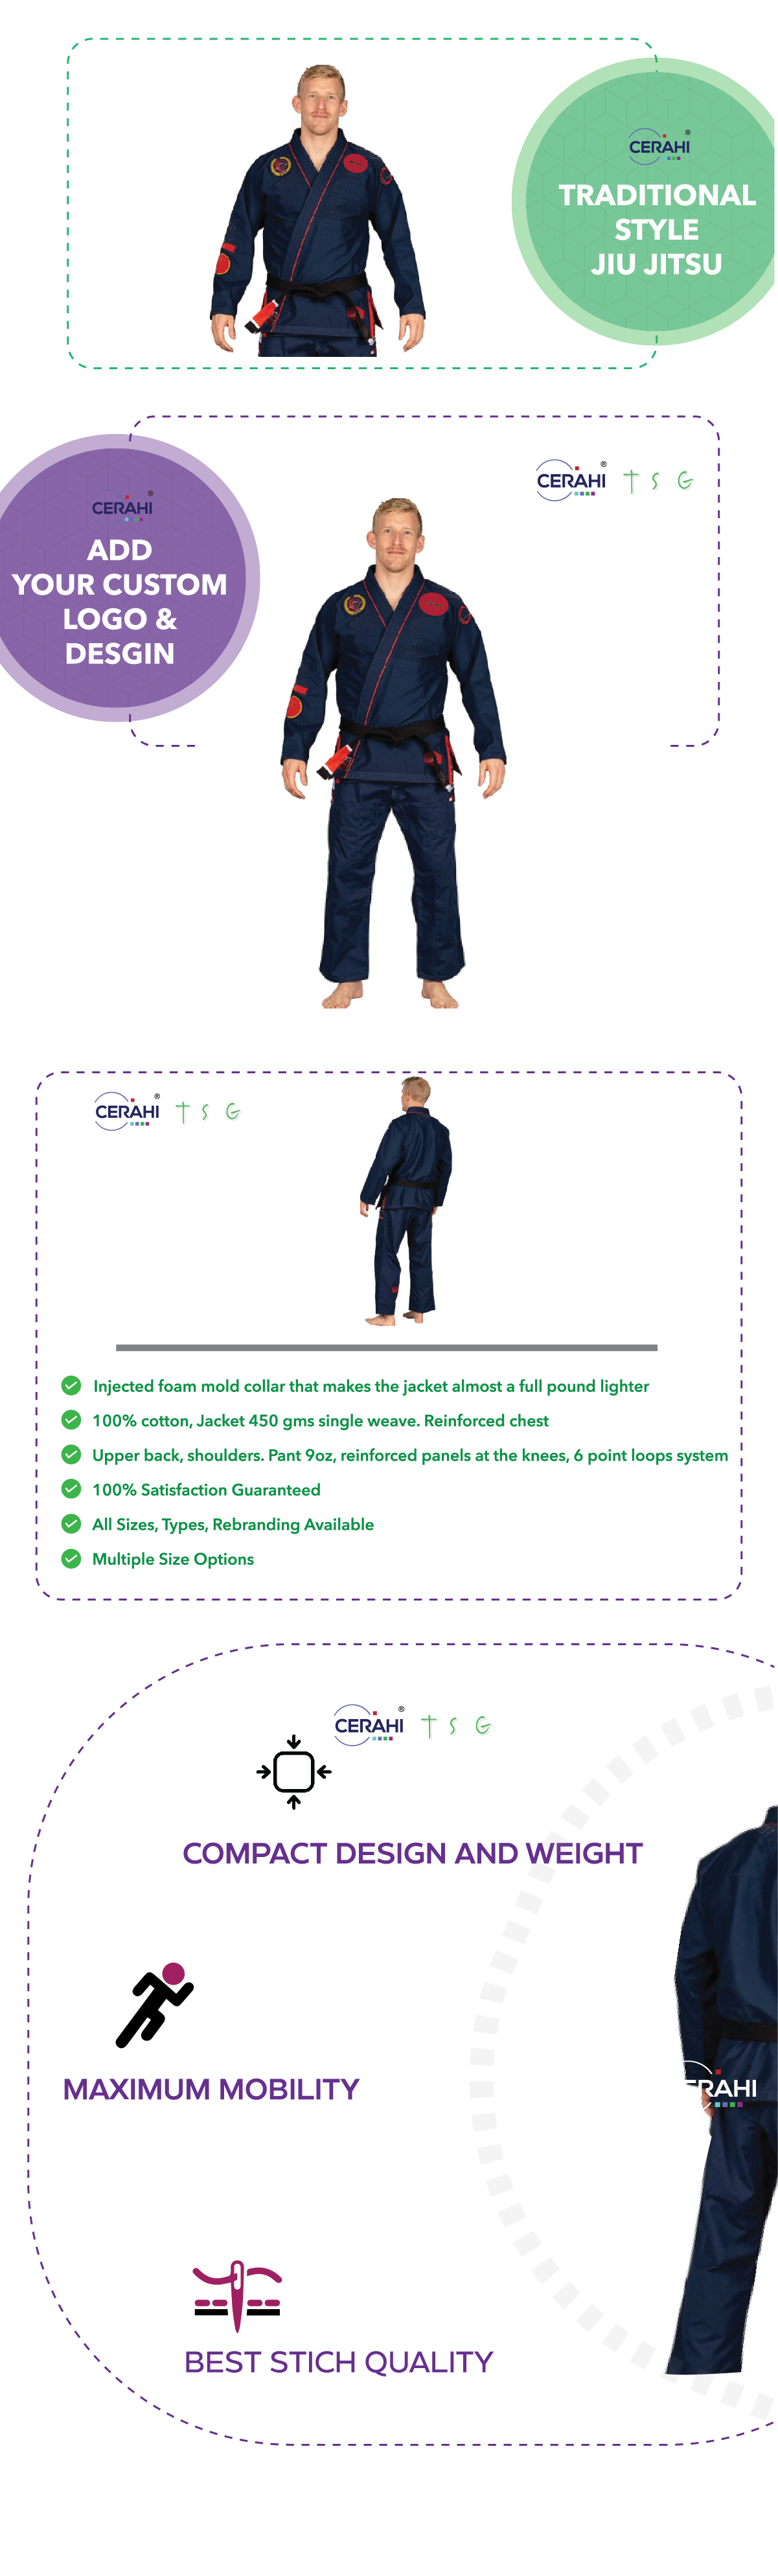 CERAHI®
TRADITIONAL
STYLE
JIU JITSU
CERAHI® T S G
CERAHI®
ADD
YOUR CUSTOM
LOGO &
DESGIN
CERAHI® T S G
Injected foam mold collar that makes the jacket almost a full pound lighter
100% cotton, Jacket 450 gms single weave. Reinforced chest
Upper back, shoulders. Pant 9oz, reinforced panels at the knees, 6 point loops system
100% Satisfaction Guaranteed
All Sizes, Types, Rebranding Available
Multiple Size Options
CERAHI® T S G
COMPACT DESIGN AND WEIGHT
MAXIMUM MOBILITY
ERAHI
BEST STICH QUALITY